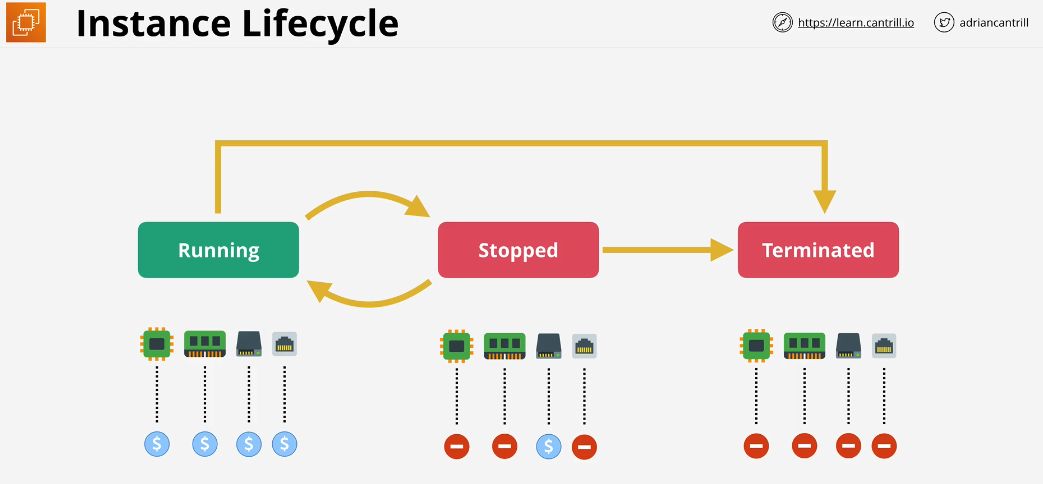 Instance Lifecycle
https://learn.cantrill.io
adriancantrill
Running
Stopped
Terminated
$ $ $ $
$